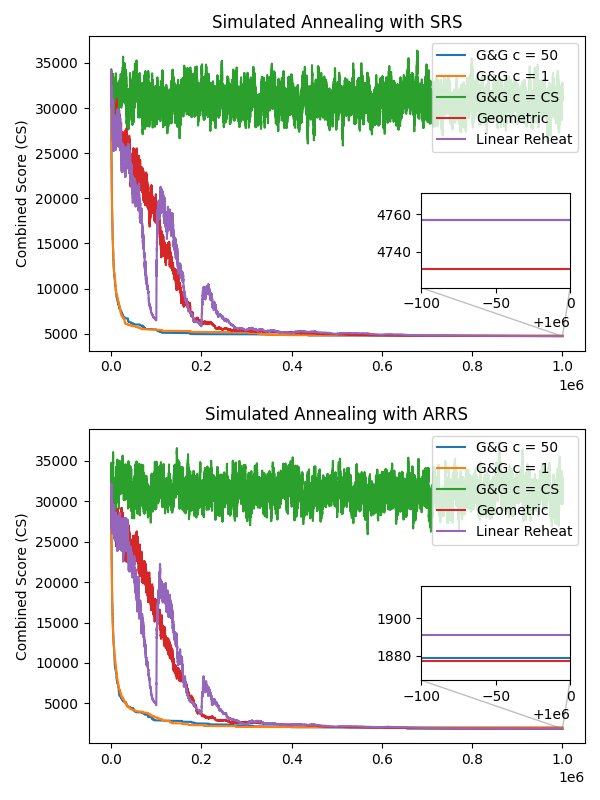 Simulated Annealing with SRS
Combined Score (CS)
35000
30000
25000
20000
15000
10000
5000
G&G c = 50
G&G c = 1
G&G c = CS
Geometric
Linear Reheat
4760
4740
−100
−50
0
+1e6
0.0
0.2
0.4
0.6
0.8
1.0
1e6
Simulated Annealing with ARRS
Combined Score (CS)
35000
30000
25000
20000
15000
10000
5000
G&G c = 50
G&G c = 1
G&G c = CS
Geometric
Linear Reheat
1900
1880
−100
−50
0
+1e6
0.0
0.2
0.4
0.6
0.8
1.0
1e6